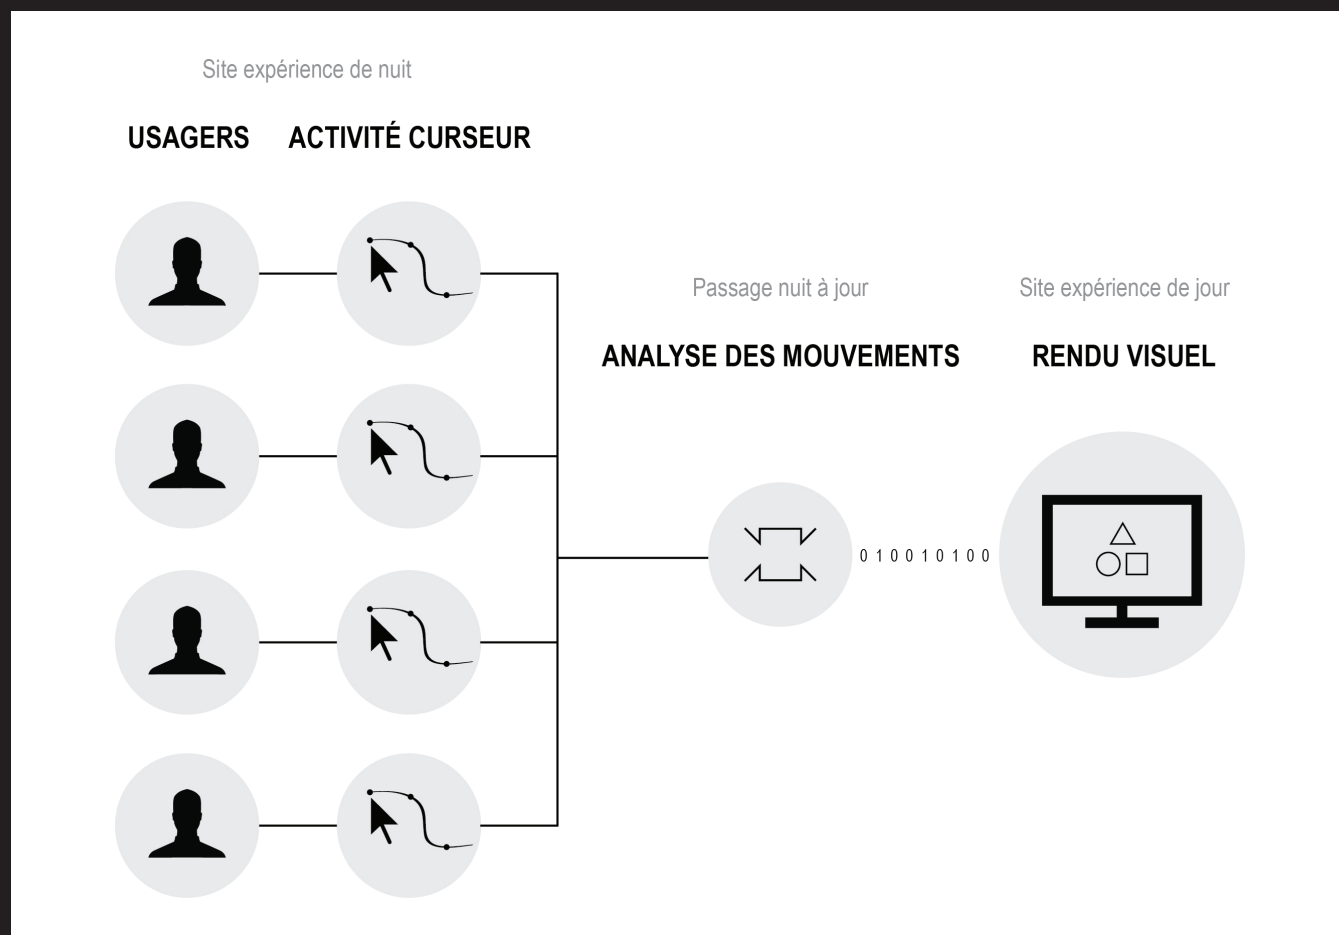 Site expérience de nuit
USAGERS
ACTIVITÉ CURSEUR
Passage nuit à jour
ANALYSE DES MOUVEMENTS
Site expérience de jour
RENDU VISUEL
0 1 0 0 1 0 1 0 0